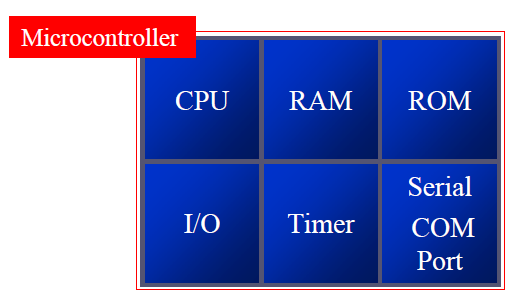 Microcontroller
CPU
RAM
ROM
I/O
Timer
Serial
COM
Port